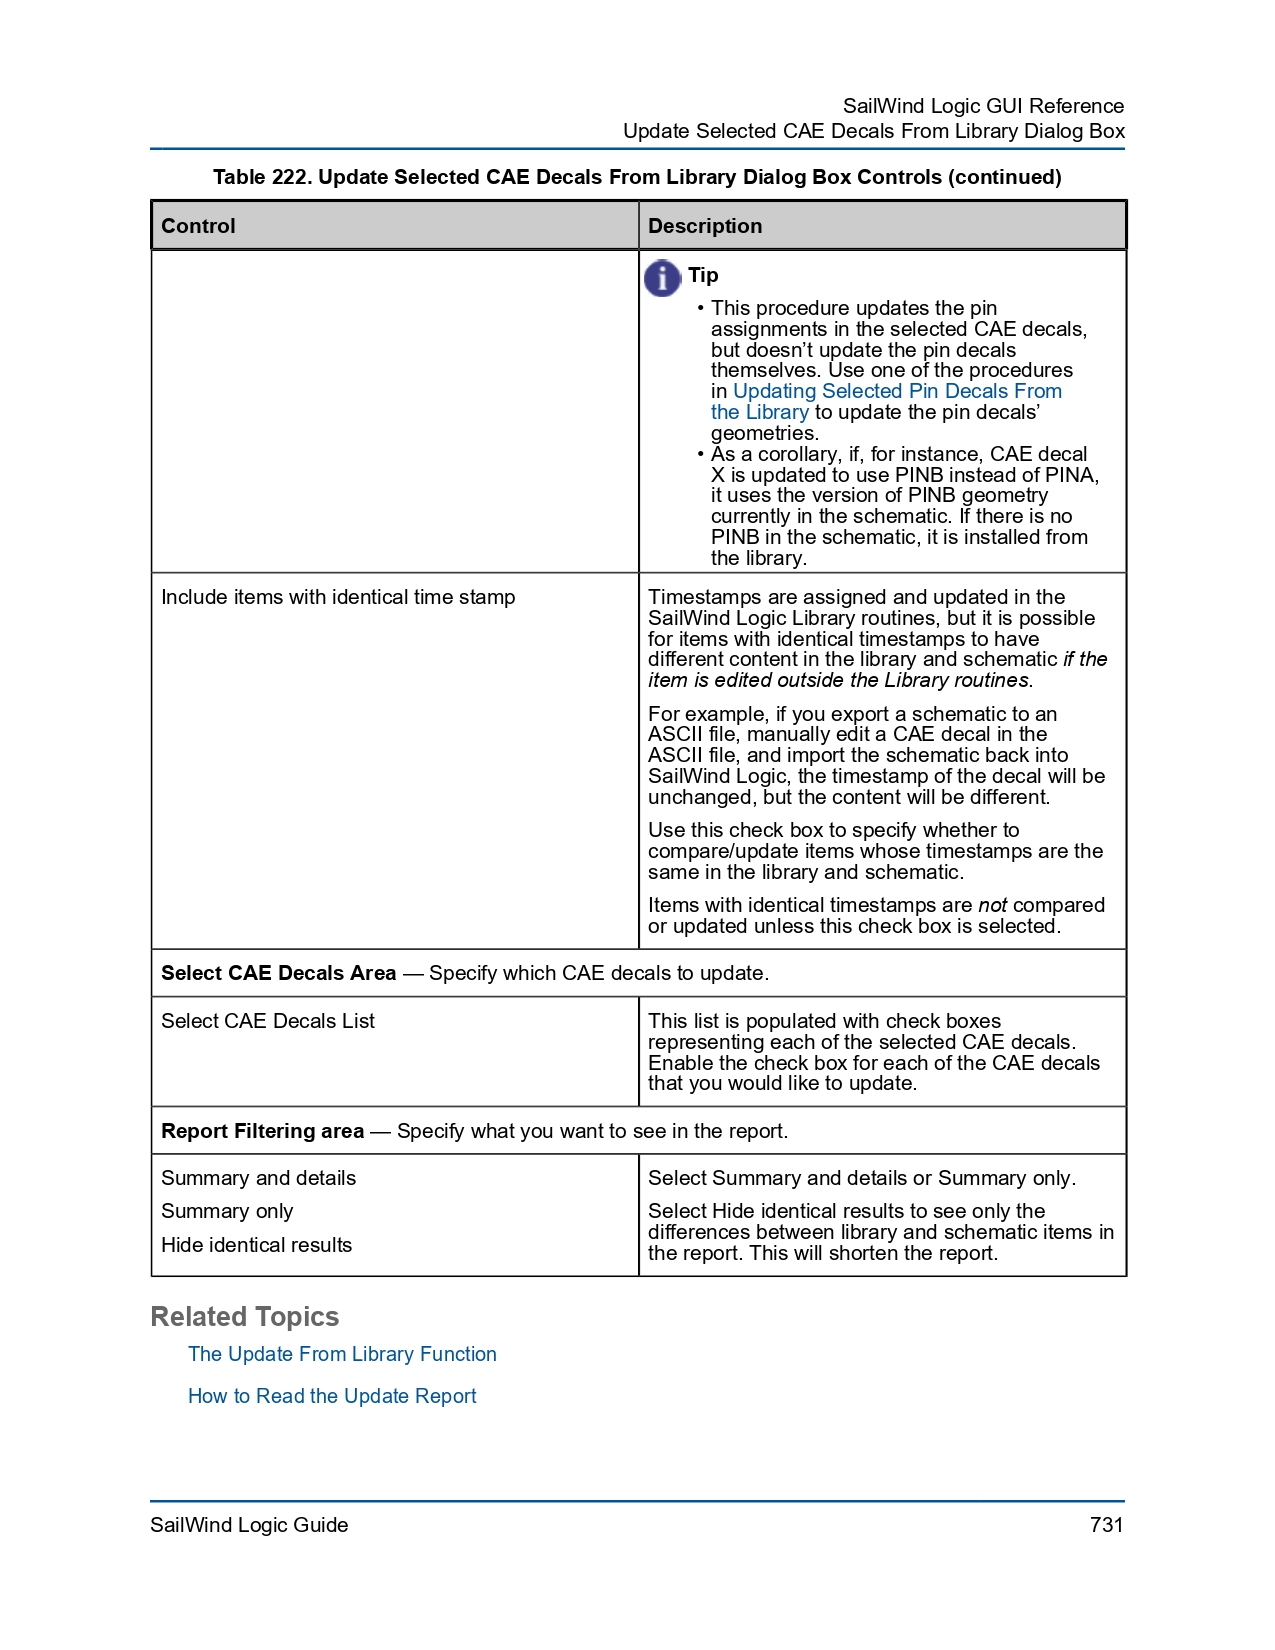 SailWind Logic GUI Reference
Update Selected CAE Decals From Library Dialog Box
Table 222. Update Selected CAE Decals From Library Dialog Box Controls (continued)
Control
Description
Tip
• This procedure updates the pin
assignments in the selected CAE decals,
but doesn’t update the pin decals
themselves. Use one of the procedures
in Updating Selected Pin Decals From
the Library to update the pin decals’
geometries.
• As a corollary, if, for instance, CAE decal
X is updated to use PINB instead of PINA,
it uses the version of PINB geometry
currently in the schematic. If there is no
PINB in the schematic, it is installed from
the library.
Include items with identical time stamp
Timestamps are assigned and updated in the
SailWind Logic Library routines, but it is possible
for items with identical timestamps to have
different content in the library and schematic if the
item is edited outside the Library routines.
For example, if you export a schematic to an
ASCII file, manually edit a CAE decal in the
ASCII file, and import the schematic back into
SailWind Logic, the timestamp of the decal will be
unchanged, but the content will be different.
Use this check box to specify whether to
compare/update items whose timestamps are the
same in the library and schematic.
Items with identical timestamps are not compared
or updated unless this check box is selected.
Select CAE Decals Area — Specify which CAE decals to update.
Select CAE Decals List
This list is populated with check boxes
representing each of the selected CAE decals.
Enable the check box for each of the CAE decals
that you would like to update.
Report Filtering area — Specify what you want to see in the report.
Summary and details
Summary only
Hide identical results
Select Summary and details or Summary only.
Select Hide identical results to see only the
differences between library and schematic items in
the report. This will shorten the report.
Related Topics
The Update From Library Function
How to Read the Update Report
SailWind Logic Guide
731